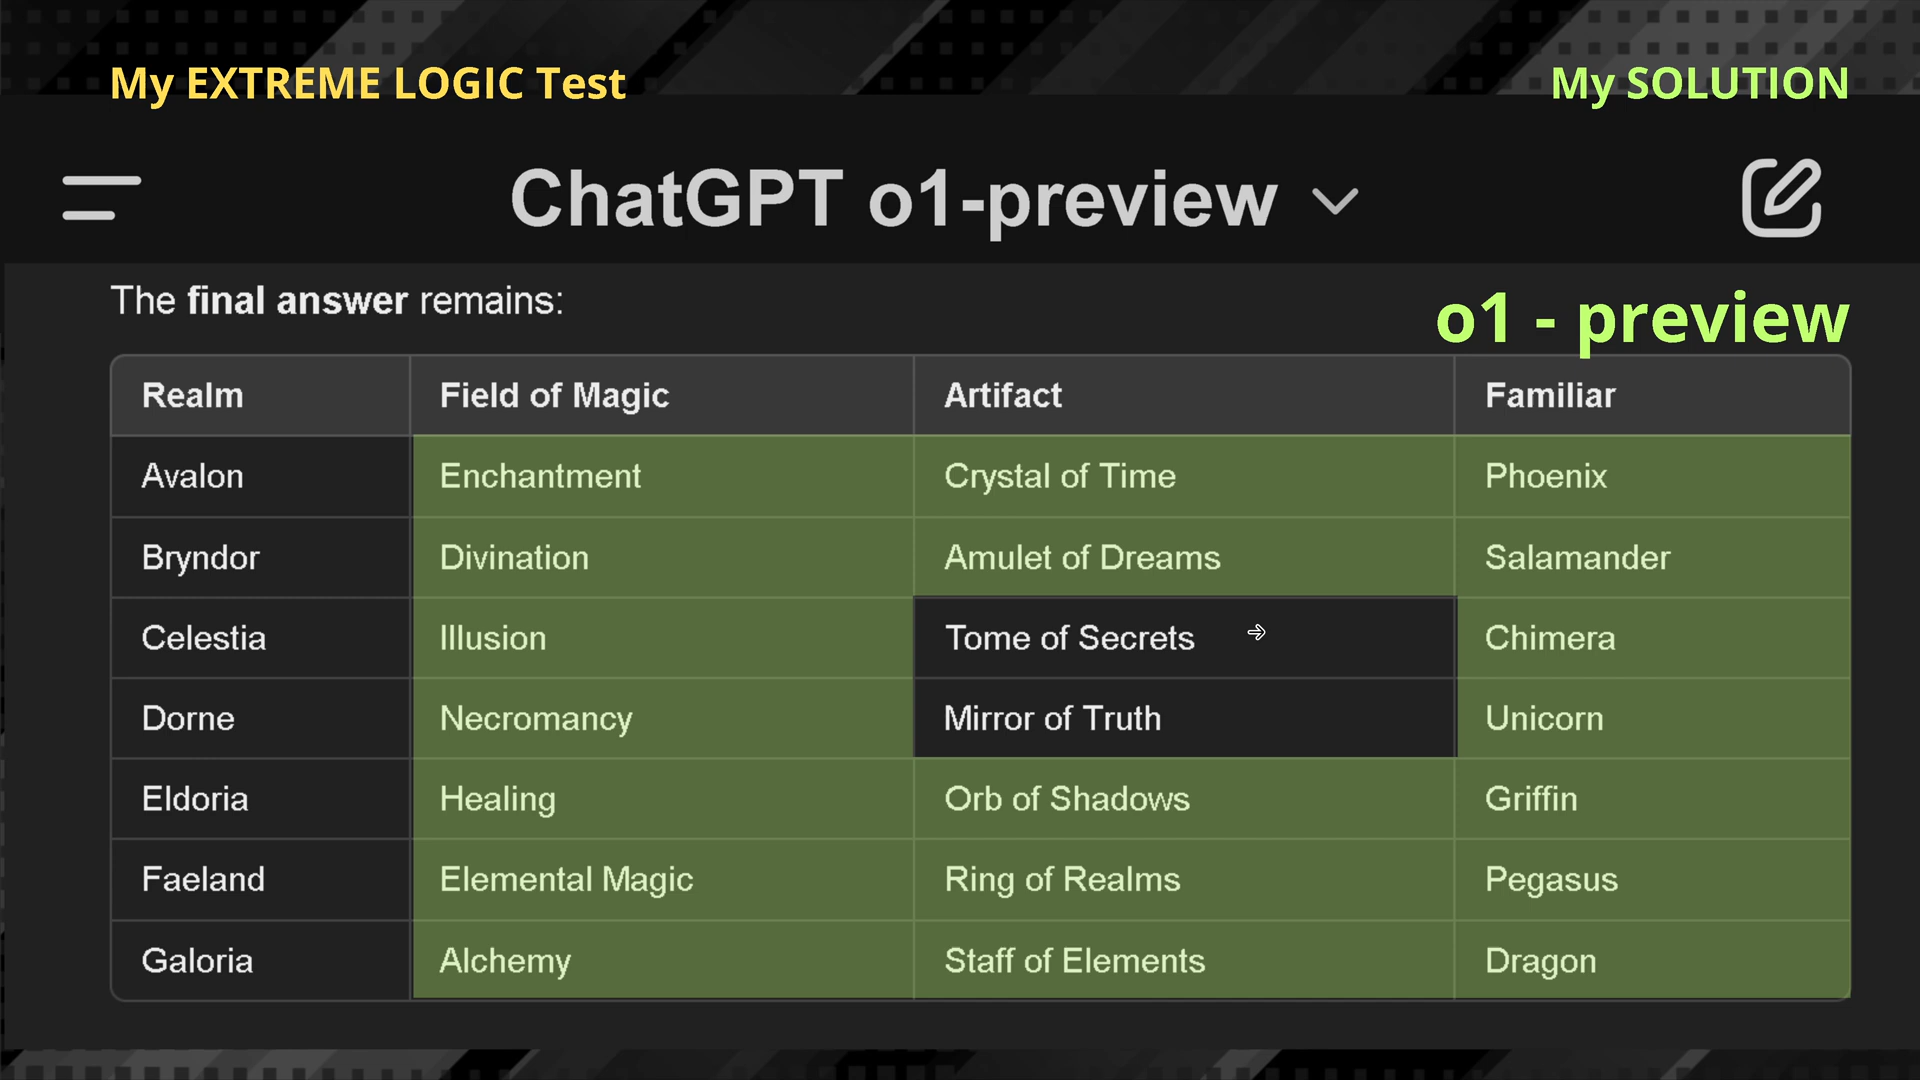 My EXTREME LOGIC Test
My SOLUTION
ChatGPT o1-preview
The final answer remains:
o1 - preview
Realm Field of Magic Artifact Familiar
Avalon Enchantment Crystal of Time Phoenix
Bryndor Divination Amulet of Dreams Salamander
Celestia Illusion Tome of Secrets Chimera
Dorne Necromancy Mirror of Truth Unicorn
Eldoria Healing Orb of Shadows Griffin
Faeland Elemental Magic Ring of Realms Pegasus
Galoria Alchemy Staff of Elements Dragon